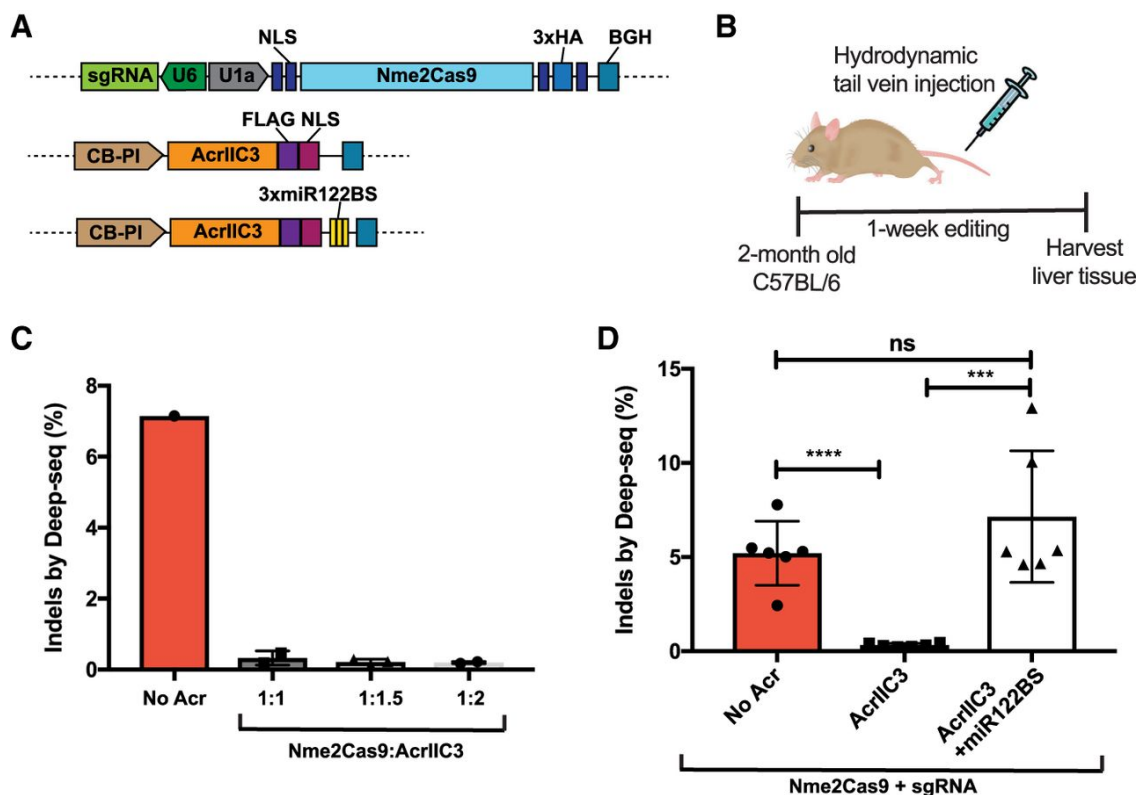 A
NLS
3xHA
BGH
sgRNA
U6
U1a
Nme2Cas9
FLAG NLS
CB-PI
AcrIIC3
3xmiR122BS
CB-PI
AcrIIC3
B
Hydrodynamic
tail vein injection
1-week editing
2-month old
C57BL/6
Harvest
liver tissue
C
Indels by Deep-seq (%)
8
6
4
2
0
No Acr
1:1
1:1.5
1:2
Nme2Cas9:AcrIIC3
D
Indels by Deep-seq (%)
15
10
5
0
ns
***
****
No Acr
AcrIIC3
AcrIIC3
+miR122BS
Nme2Cas9 + sgRNA